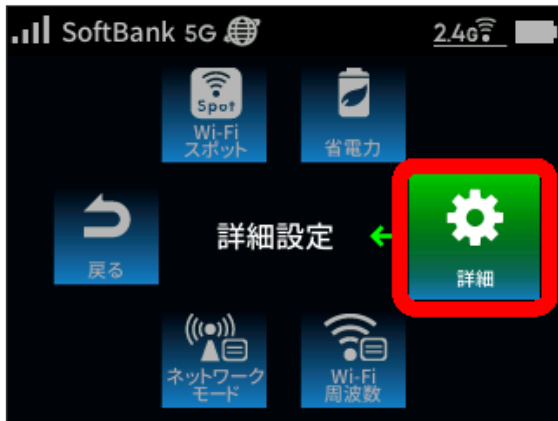 SoftBank 5G
2.4G
Spot
Wi-Fi
スポット
省電力
戻る
詳細設定
詳細
ネットワーク
モード
Wi-Fi
周波数